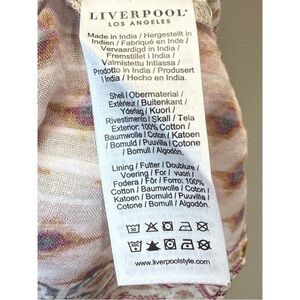 LIVERPOOL
LOS ANGELES
Made in India / Hergestellt in
Indien / Fabriqué en Inde /
Vervaardigd in India /
Fremstillet i India /
Valmistettu Intiassa /
Prodotto in India / Produsert
i India / Hecho en India.
Shell / Obermaterial /
Extérieur / Buitenkant /
Ydertøj / Kuori /
Rivestimento / Skall / Tela
Exterior: 100% Cotton /
Baumwolle / Coton / Katoen
/ Bomuld / Puuvilla /
Cotone / Bomull / Algodón.
Lining / Futter / Doublure /
Voering / For / vuori /
Fodera / Fôr / Forro: 100%
Cotton / Baumwolle / Coton /
Katoen / Bomuld / Puuvilla /
Cotone / Bomull / Algodón.
www.liverpoolstyle.com